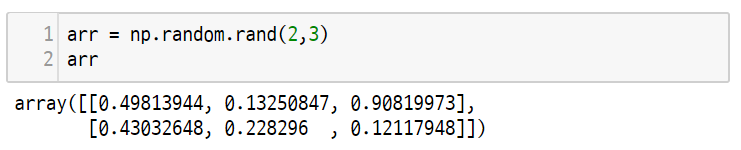 1 arr = np.random.rand(2,3)
2 arr
array([[0.49813944, 0.13250847, 0.90819973],
       [0.43032648, 0.228296  , 0.12117948]])